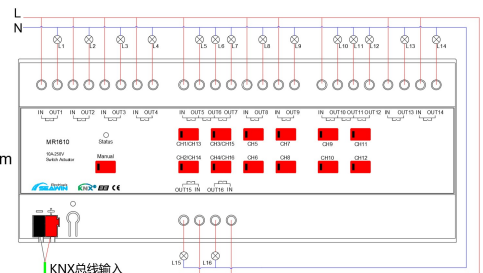 L
N
L1 L2 L3 L4 L5 L6 L7 L8 L9 L10 L11 L12 L13 L14
IN OUT1 IN OUT2 IN OUT3 IN OUT4 IN OUT5 OUT6 OUT7 IN OUT8 IN OUT9 IN OUT10 OUT11 OUT12 IN OUT13 IN OUT14
MR1610
10A-250V
Switch Actuator
Status
Manual
CH1/CH13 CH3/CH15 CH5 CH7 CH9 CH11
m
CH2/CH14 CH4/CH16 CH6 CH8 CH10 CH12
SEAWIN KNX CE
OUT15 IN OUT16 IN
L15 L16
KNX总线输入